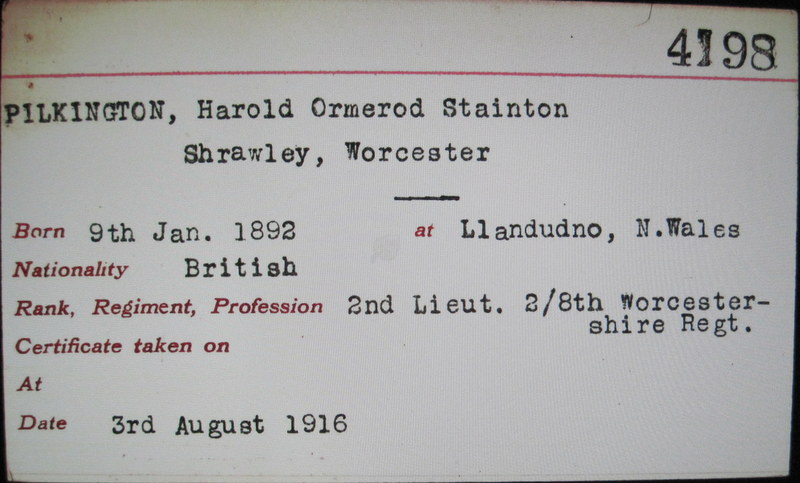 4198
PILKINGTON, Harold Ormerod Stainton
Shrawley, Worcester
Born 9th Jan. 1892 at Llandudno, N.Wales
Nationality British
Rank, Regiment, Profession 2nd Lieut. 2/8th Worcester-
shire Regt.
Certificate taken on
At
Date 3rd August 1916